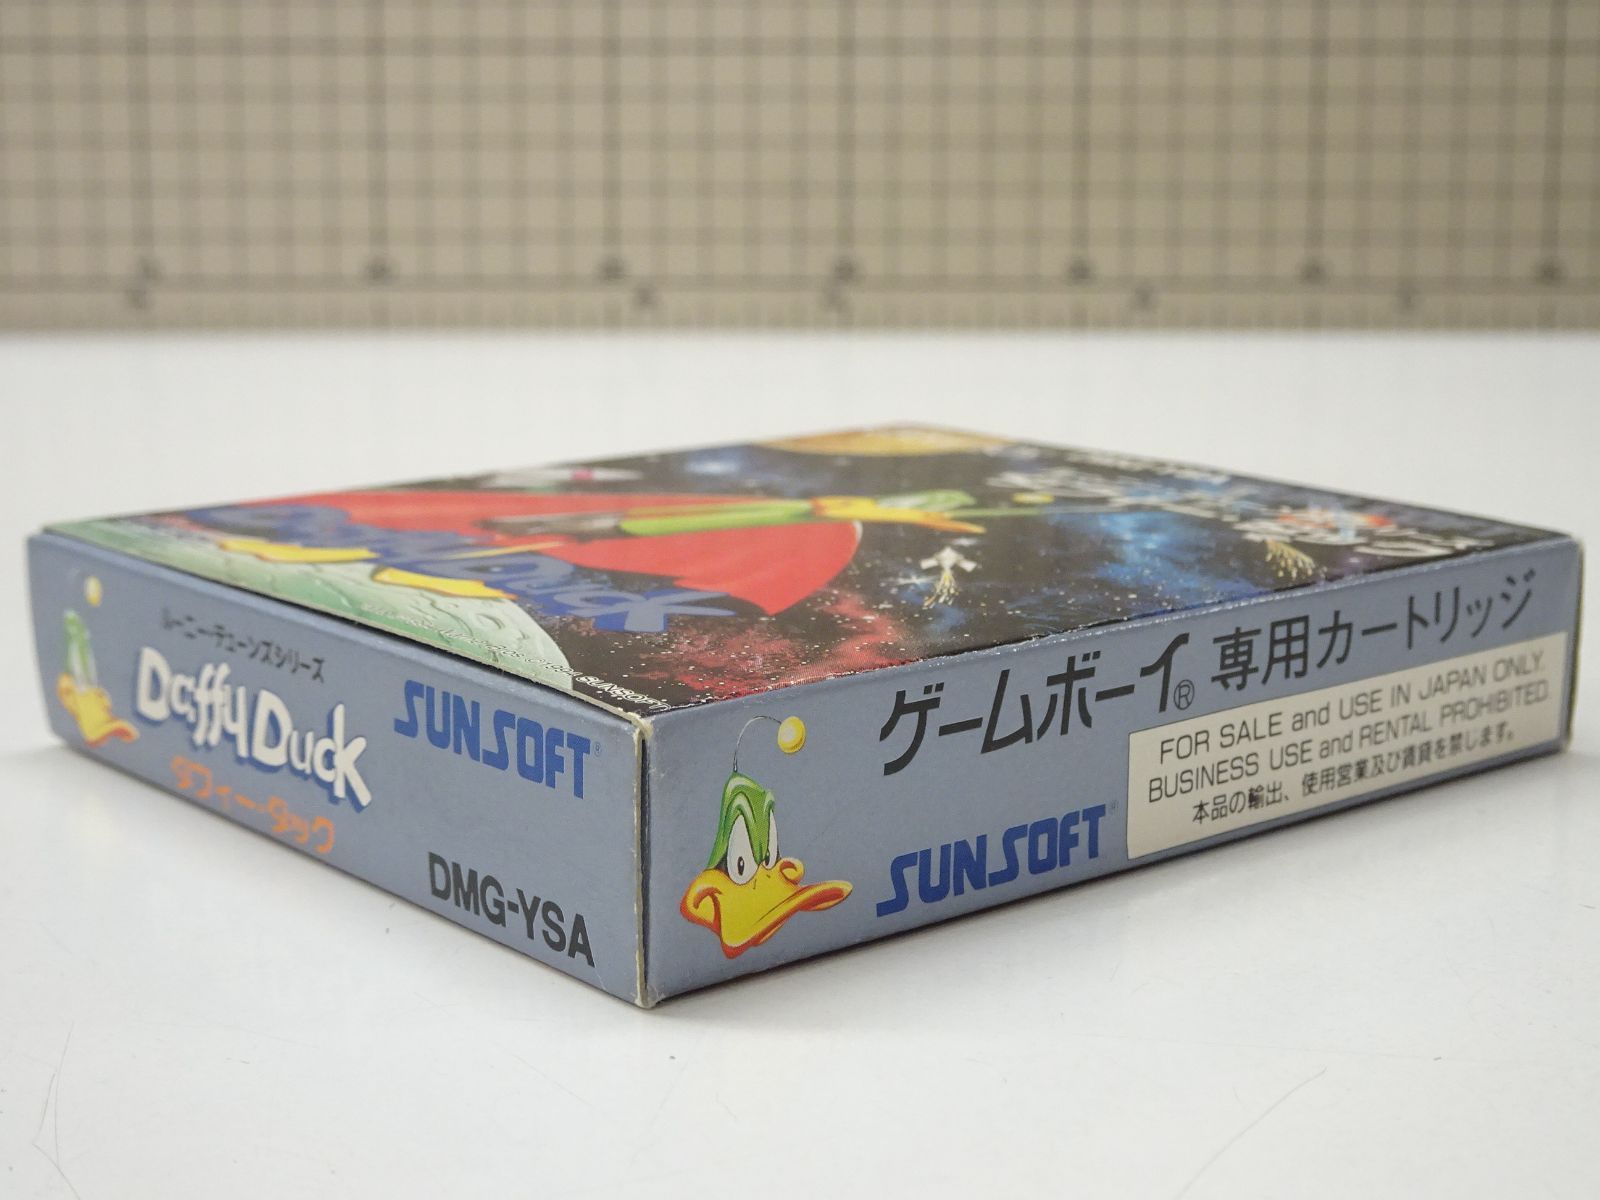 Daffy Duck
ルーニー・テューンズシリーズ
Daffy Duck
ダフィー・ダック
SUNSOFT®
DMG-YSA
ゲームボーイ® 専用カートリッジ
SUNSOFT®
FOR SALE and USE IN JAPAN ONLY.
BUSINESS USE and RENTAL PROHIBITED.
本品の輸出、使用営業及び賃貸を禁じます。